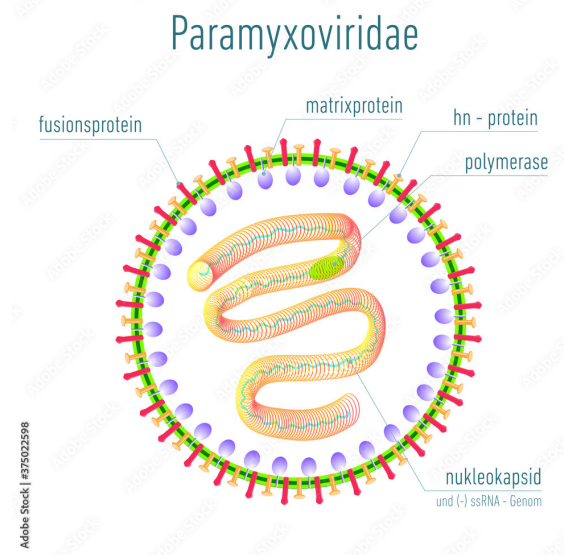 Paramyxoviridae
matrixprotein
fusionsprotein
hn - protein
polymerase
nukleokapsid
und (-) ssRNA - Genom
Adobe Stock | #375022598